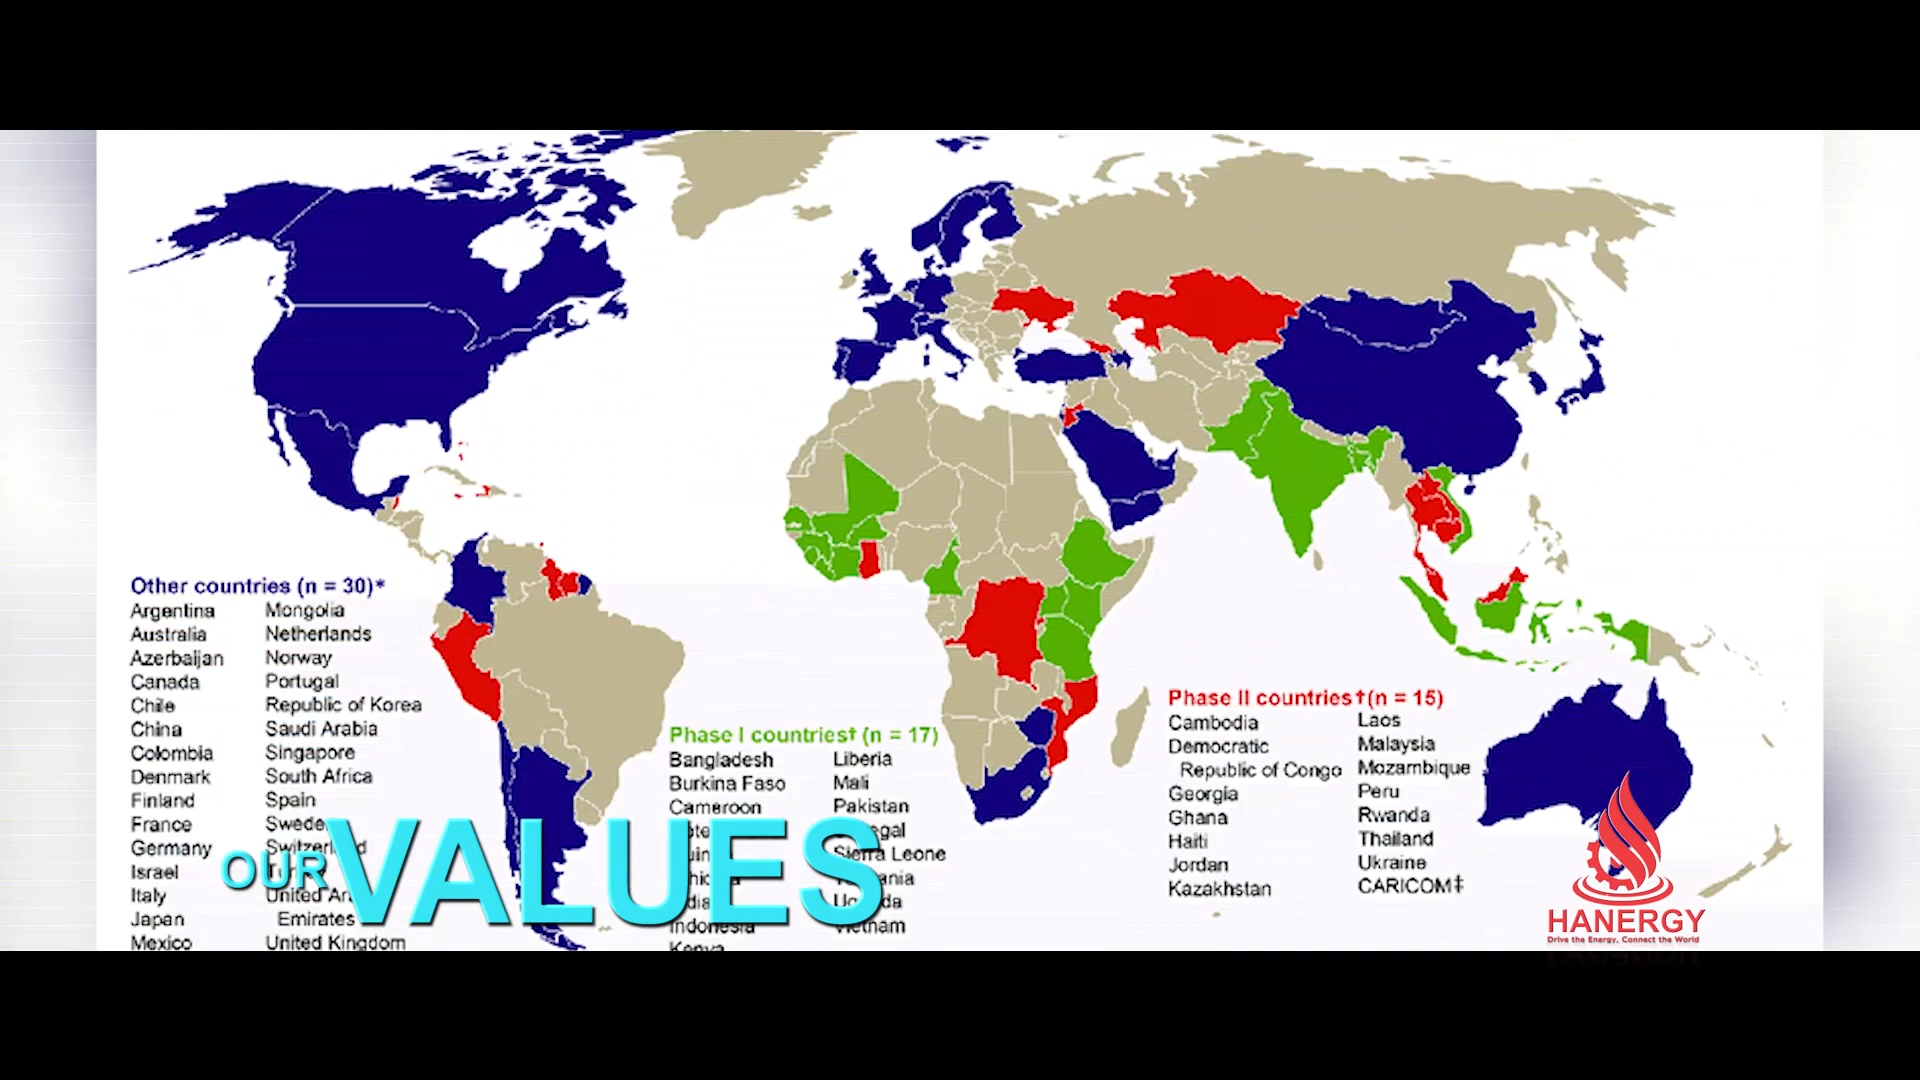 Other countries (n = 30)*
Argentina
Australia
Azerbaijan
Canada
Chile
China
Colombia
Denmark
Finland
France
Germany
Israel
Italy
Japan
Mexico
Mongolia
Netherlands
Norway
Portugal
Republic of Korea
Saudi Arabia
Singapore
South Africa
Spain
Switzerland
United
Emirates
United Kingdom
Phase I countries† (n = 17)
Bangladesh
Burkina Faso
Cameroon
Indonesia
Kenya
Liberia
Mali
Pakistan
Sierra Leone
Vietnam
Phase II countries† (n = 15)
Cambodia
Democratic
Republic of Congo
Georgia
Ghana
Haiti
Jordan
Kazakhstan
Laos
Malaysia
Mozambique
Peru
Rwanda
Thailand
Ukraine
CARICOM‡
OUR VALUES
HANERGY
Drive the Energy, Connect the World